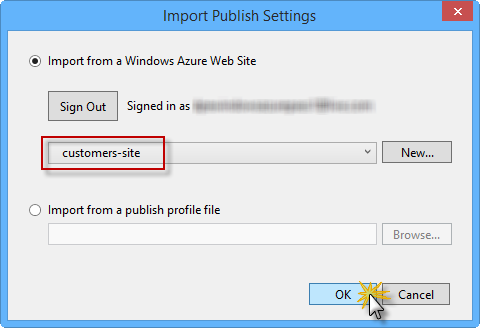 Import Publish Settings
Import from a Windows Azure Web Site
Sign Out Signed in as
customers-site New...
Import from a publish profile file
Browse...
OK Cancel